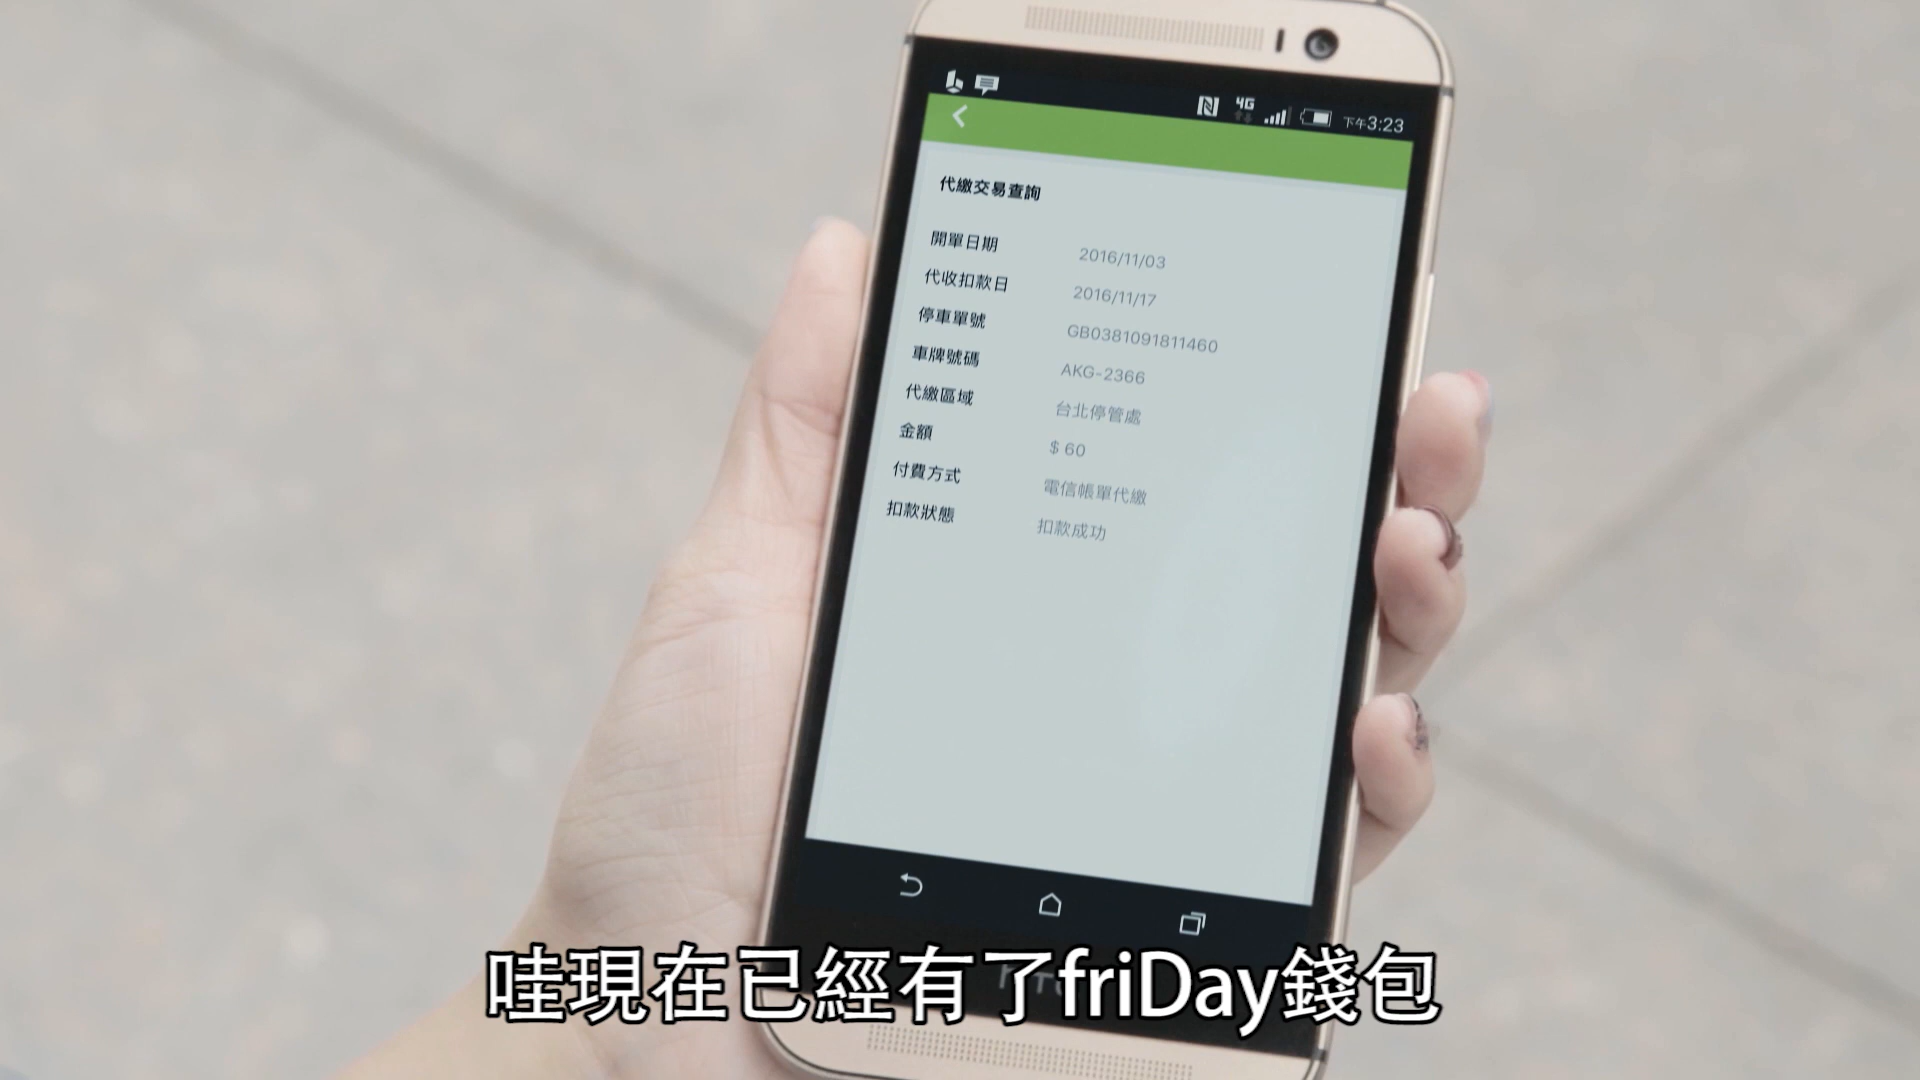 4G
下午3:23
代繳交易查詢
開單日期 2016/11/03
代收扣款日 2016/11/17
停車單號 GB0381091811460
車牌號碼 AKG-2366
代繳區域 台北停管處
金額 $ 60
付費方式 電信帳單代繳
扣款狀態 扣款成功
哇現在已經有了friDay錢包